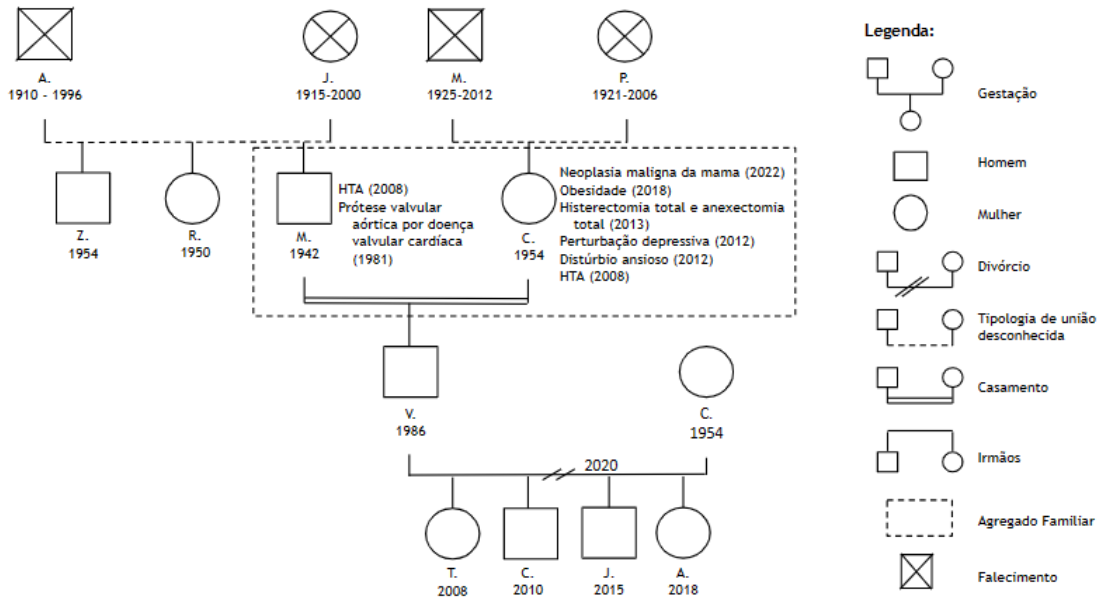 A.
1910 - 1996
J.
1915-2000
M.
1925-2012
P.
1921-2006
Z.
1954
R.
1950
M.
1942
HTA (2008)
Prótese valvular
aórtica por doença
valvular cardíaca
(1981)
C.
1954
Neoplasia maligna da mama (2022)
Obesidade (2018)
Histerectomia total e anexectomia
total (2013)
Perturbação depressiva (2012)
Distúrbio ansioso (2012)
HTA (2008)
V.
1986
C.
1954
2020
T.
2008
C.
2010
J.
2015
A.
2018
Legenda:
Gestação
Homem
Mulher
Divórcio
Tipologia de união
desconhecida
Casamento
Irmãos
Agregado Familiar
Falecimento